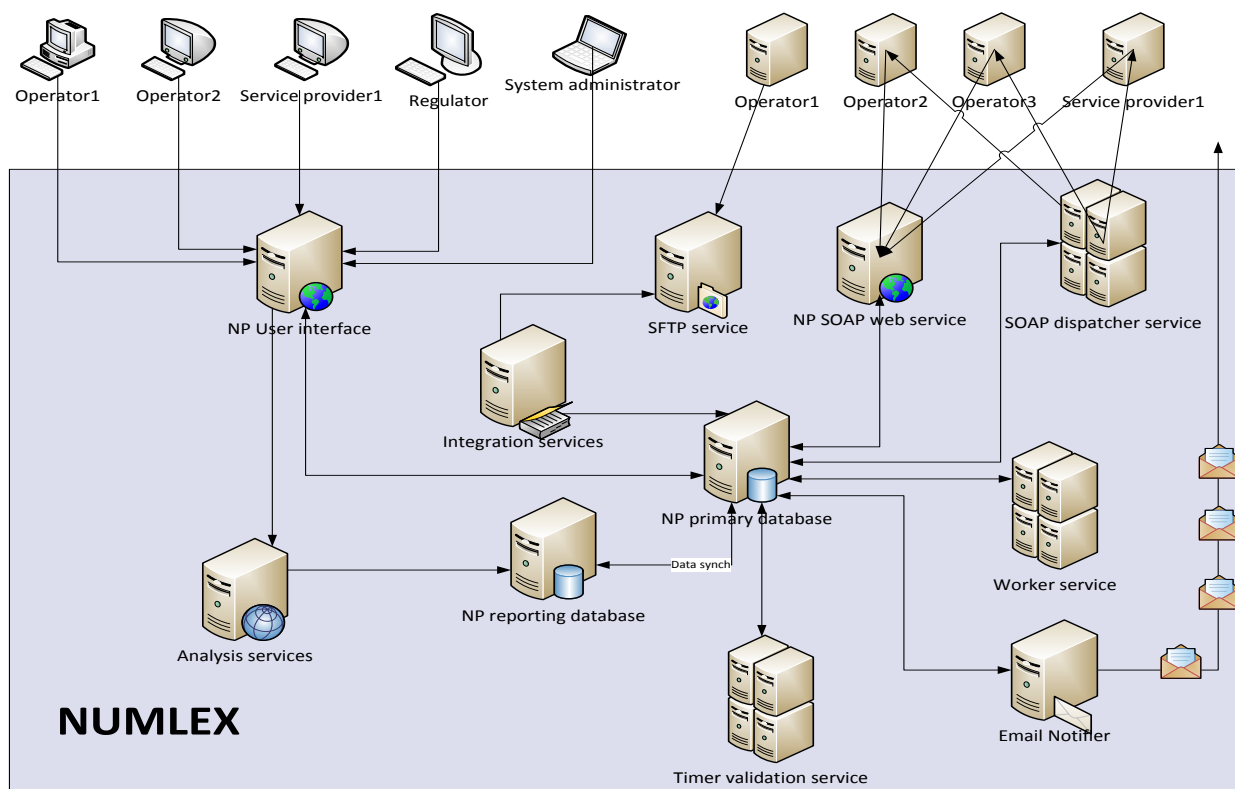 Operator1
Operator2
Service provider1
Regulator
System administrator
Operator1
Operator2
Operator3
Service provider1
NP User interface
SFTP service
NP SOAP web service
SOAP dispatcher service
Integration services
NP primary database
Data synch
Worker service
NP reporting database
Analysis services
NUMLEX
Email Notifier
Timer validation service